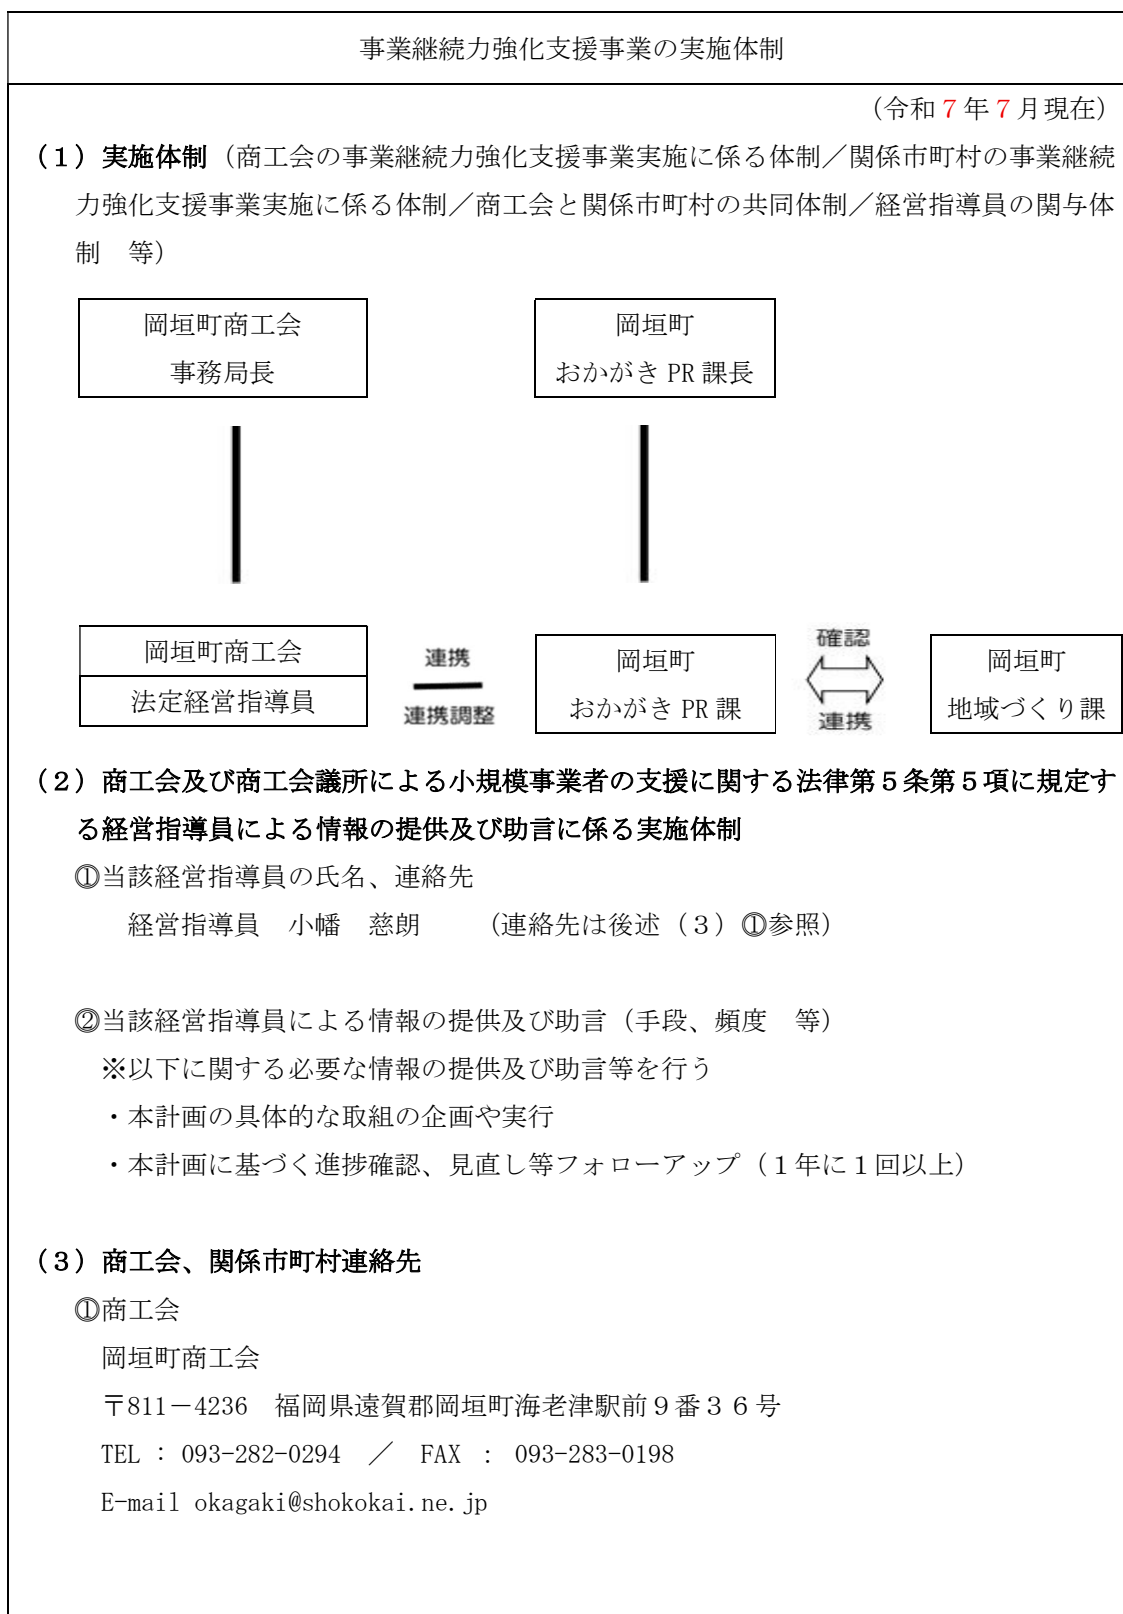 事業継続力強化支援事業の実施体制
（令和７年７月現在）
（１）実施体制（商工会の事業継続力強化支援事業実施に係る体制／関係市町村の事業継続
力強化支援事業実施に係る体制／商工会と関係市町村の共同体制／経営指導員の関与体
制　等）
岡垣町商工会
事務局長
岡垣町
おかがき PR 課長
岡垣町商工会
法定経営指導員
連携
連携調整
岡垣町
おかがき PR 課
確認
連携
岡垣町
地域づくり課
（２）商工会及び商工会議所による小規模事業者の支援に関する法律第５条第５項に規定す
る経営指導員による情報の提供及び助言に係る実施体制
①当該経営指導員の氏名、連絡先
経営指導員　小幡　慈朗　　（連絡先は後述（３）①参照）
②当該経営指導員による情報の提供及び助言（手段、頻度　等）
※以下に関する必要な情報の提供及び助言等を行う
・本計画の具体的な取組の企画や実行
・本計画に基づく進捗確認、見直し等フォローアップ（１年に１回以上）
（３）商工会、関係市町村連絡先
①商工会
岡垣町商工会
〒811－4236　福岡県遠賀郡岡垣町海老津駅前９番３６号
TEL : 093-282-0294　／　FAX : 093-283-0198
E-mail okagaki@shokokai.ne.jp